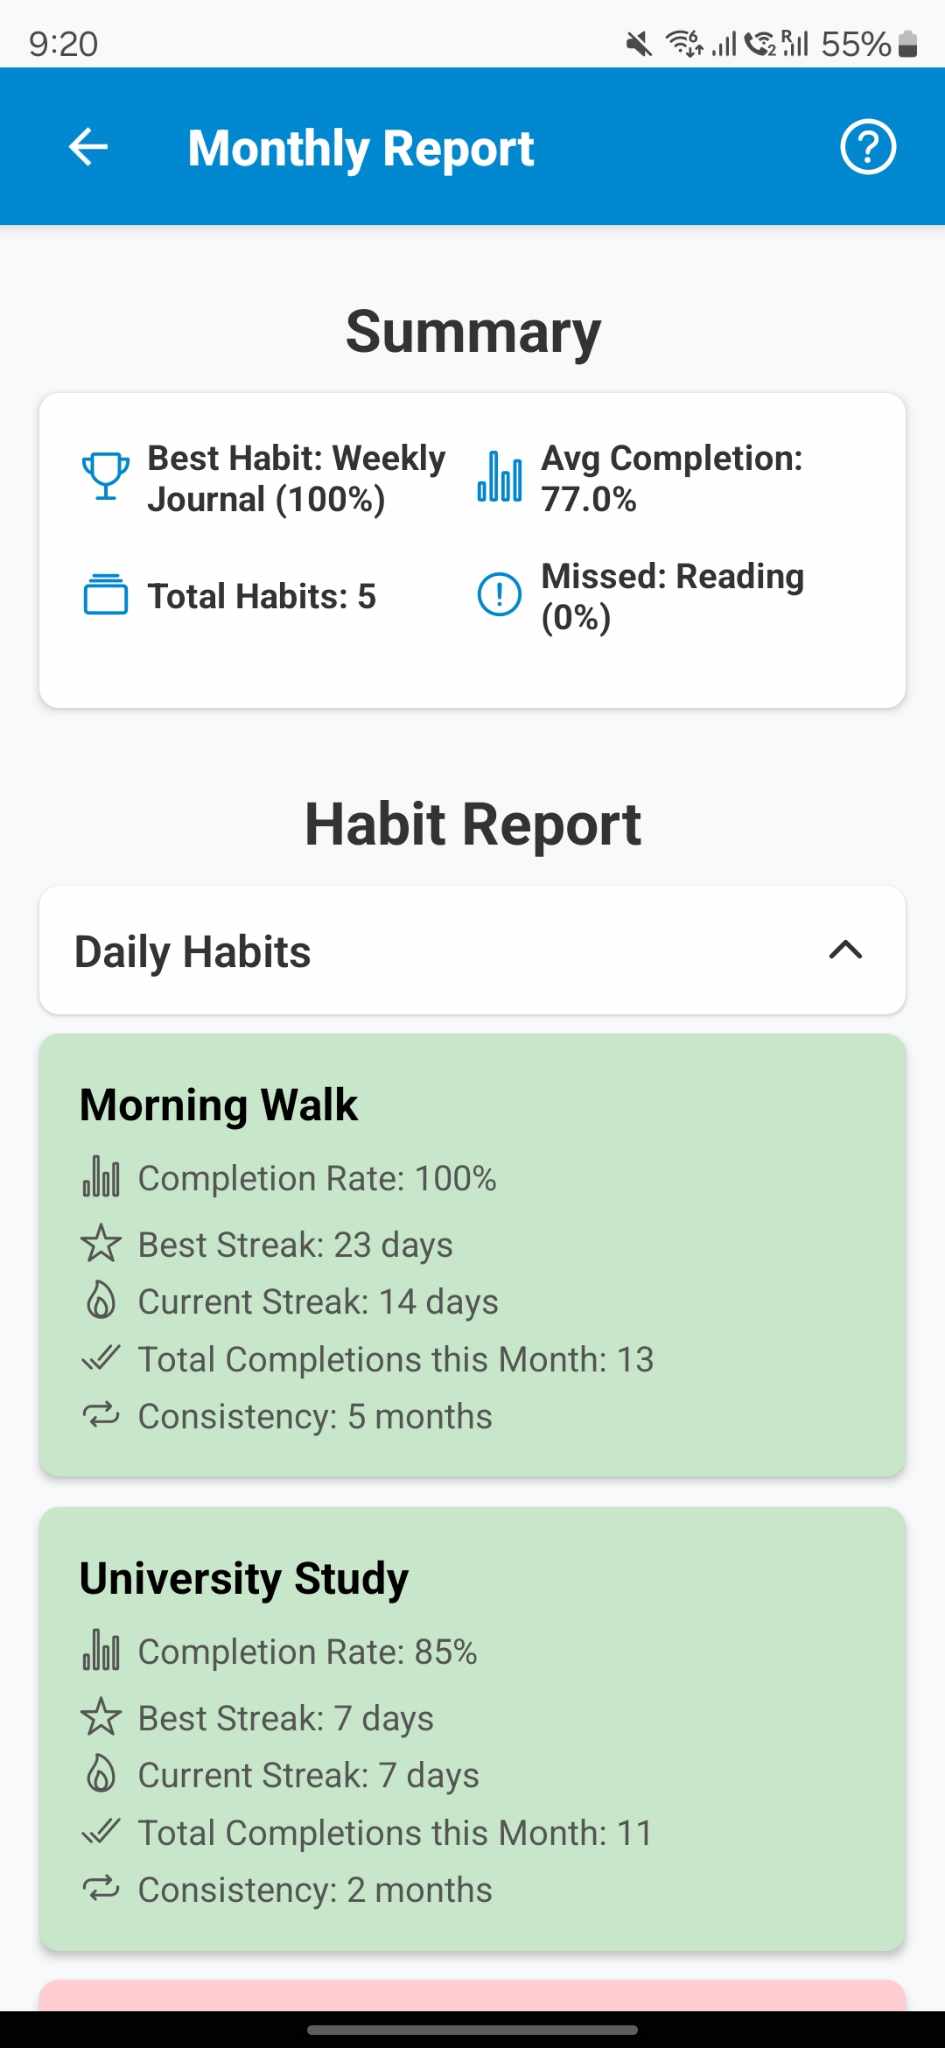 9:20
55%
Monthly Report
Summary
Best Habit: Weekly
Journal (100%)
Avg Completion:
77.0%
Total Habits: 5
Missed: Reading
(0%)
Habit Report
Daily Habits
Morning Walk
Completion Rate: 100%
Best Streak: 23 days
Current Streak: 14 days
Total Completions this Month: 13
Consistency: 5 months
University Study
Completion Rate: 85%
Best Streak: 7 days
Current Streak: 7 days
Total Completions this Month: 11
Consistency: 2 months